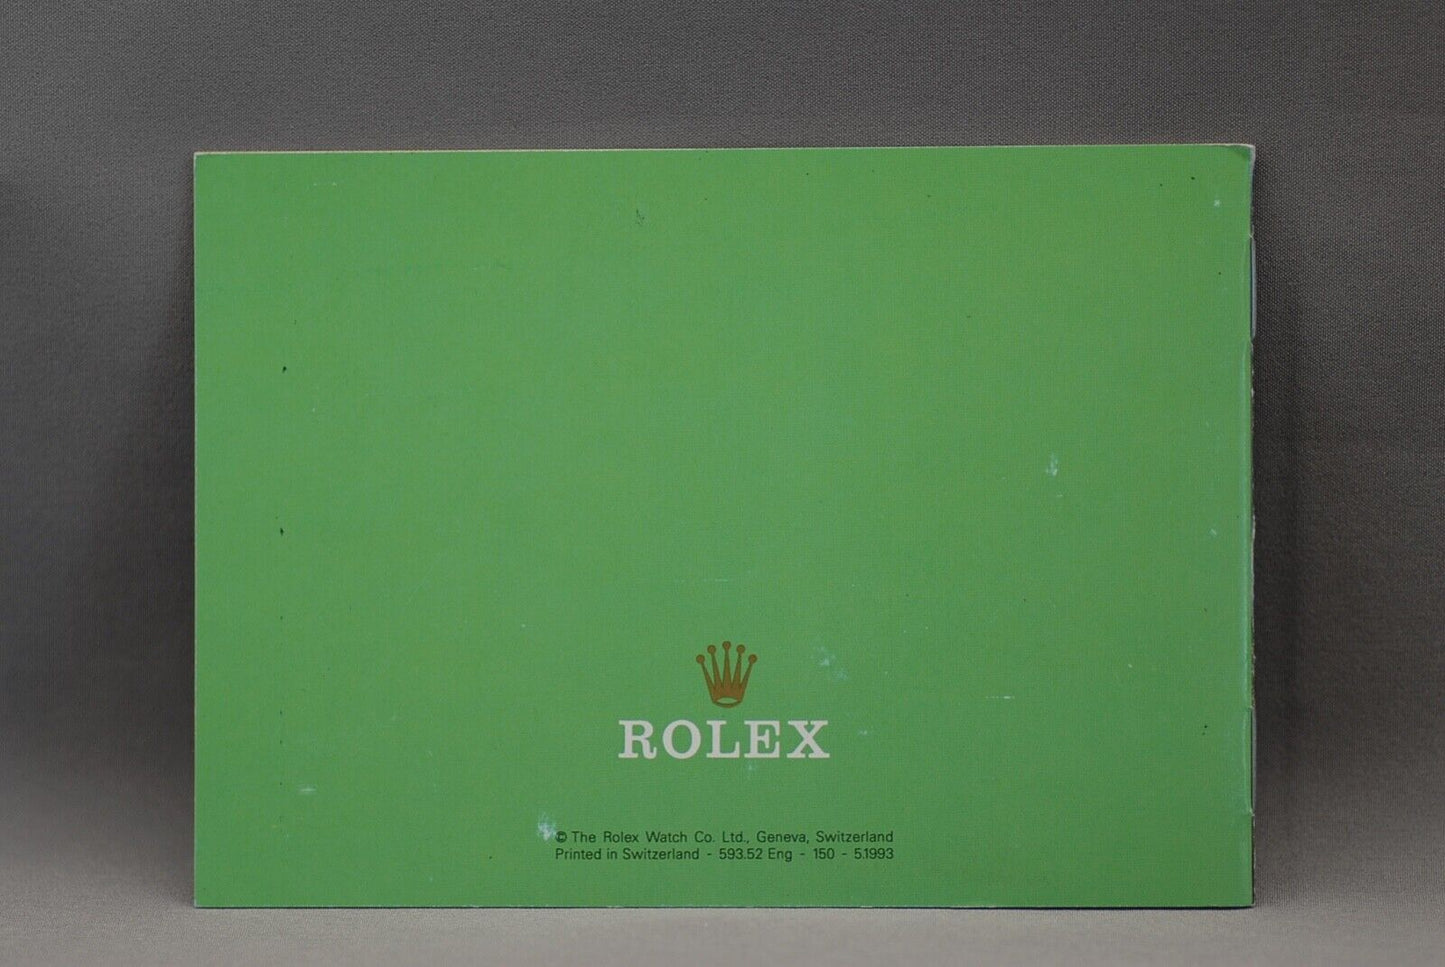 ROLEX
© The Rolex Watch Co. Ltd., Geneva, Switzerland
Printed in Switzerland - 593.52 Eng - 150 - 5.1993